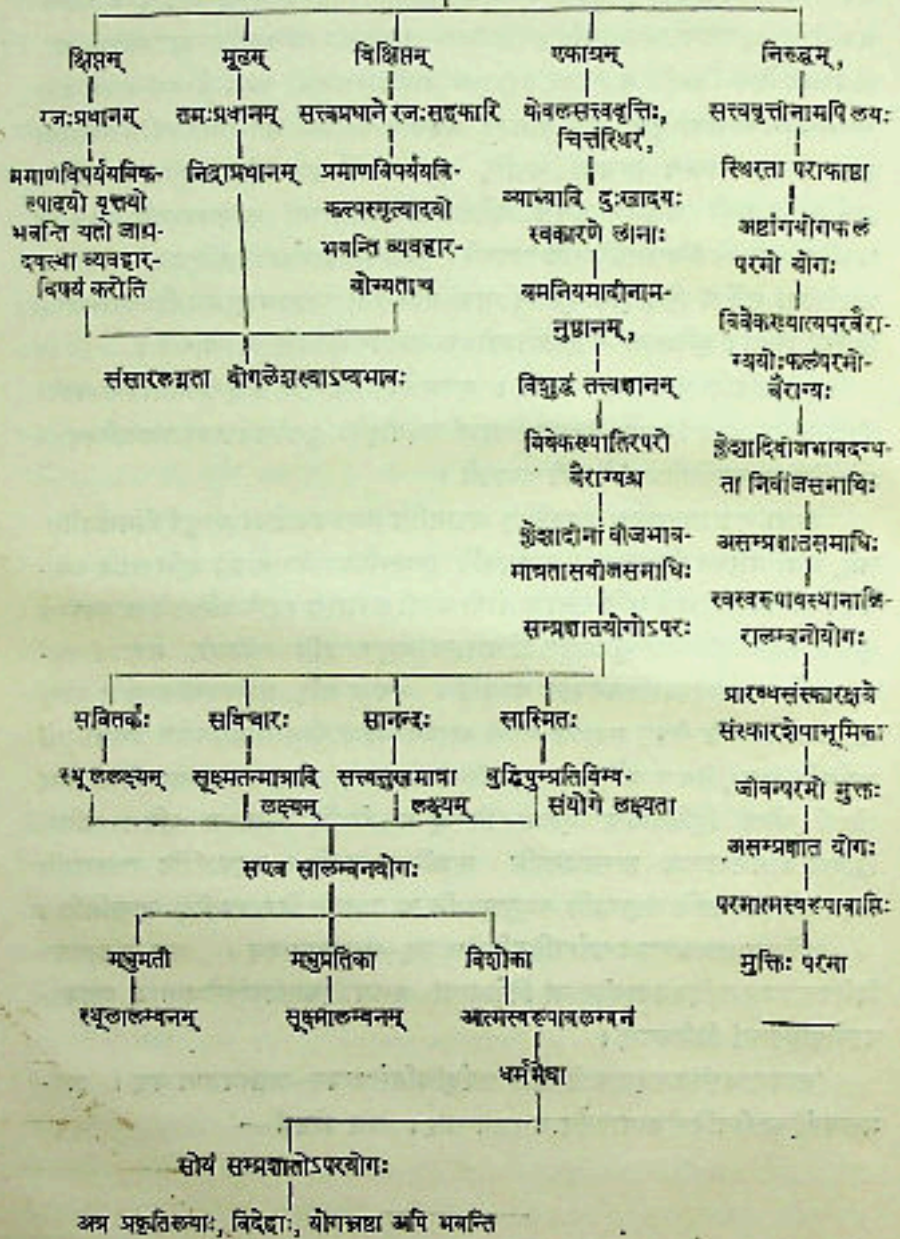 क्षिप्तम्
मूढम्
विक्षिप्तम्
एकाग्रम्
निरुद्धम्,
रजःप्रधानम्
तमःप्रधानम्
सत्त्वप्रधाने रजःसहकारि
केवलसत्त्ववृत्तिः,
चित्तंस्थिरं,
सत्त्ववृत्तीनामपि लयः
प्रमाणविपर्ययविक-
ल्पादयो वृत्तयो
भवन्ति यतो जाग्र-
दवस्था व्यवहार-
विषयं करोति
निद्राप्रधानम्
प्रमाणविपर्ययवि-
कल्पस्मृत्यादयो
भवन्ति व्यवहार-
योग्यताच
संसारलग्नता योगलेशस्याऽप्यभावः
व्याध्यादि दुःखादयः
स्वकारणे लीनाः
यमनियमादीनाम-
नुष्ठानम्,
विशुद्धं तत्त्वज्ञानम्
विवेकख्यातिरपरो
वैराग्यश्च
क्लेशादीनां बीजभाव-
मात्रतासबीजसमाधिः
सम्प्रज्ञातयोगोऽपरः
स्थिरता पराकाष्ठा
अष्टांगयोगफलं
परमो योगः
विवेकख्यात्यपरवैरा-
ग्ययोःफलंपरमो-
वैराग्यः
क्लेशादिबीजभावदग्ध-
ता निर्बीजसमाधिः
असम्प्रज्ञातसमाधिः
स्वस्वरूपावस्थानान्नि-
रालम्बनोयोगः
प्रारब्धसंस्कारक्षये
संस्कारशेषाभूमिका
जीवन्परमो मुक्तः
असम्प्रज्ञात योगः
परमात्मस्वरूपावाप्तिः
मुक्तिः परमा
सवितर्कः
सविचारः
सानन्दः
सास्मितः
स्थूललक्ष्यम्
सूक्ष्मतन्मात्रादि
लक्ष्यम्
सत्त्वसुखमात्रा
लक्ष्यम्
बुद्धिपुम्प्रतिबिम्ब-
संयोगे लक्ष्यता
सएव सालम्बनयोगः
मधुमती
मधुप्रतिका
विशोका
स्थूलालम्बनम्
सूक्ष्मालम्बनम्
आत्मस्वरूपावलम्बनं
धर्ममेघा
सोयं सम्प्रज्ञातोऽपरयोगः
अत्र प्रकृतिलयाः, विदेहाः, योगभ्रष्टा अपि भवन्ति